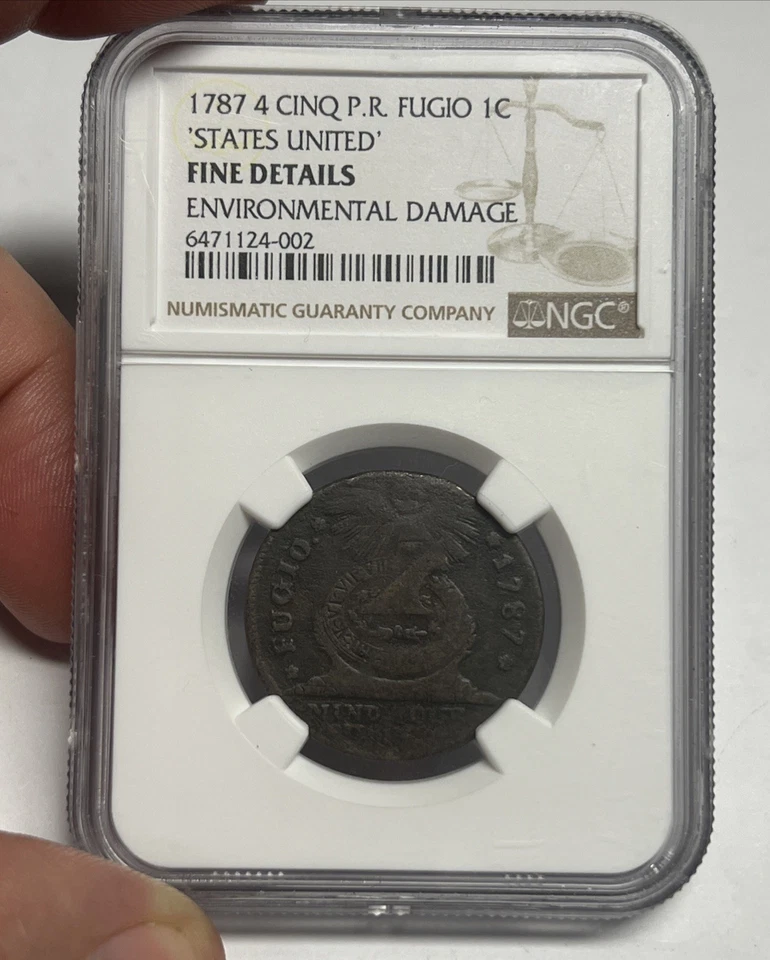 1787 4 CINQ P.R. FUGIO 1C
'STATES UNITED'
FINE DETAILS
ENVIRONMENTAL DAMAGE
6471124-002
NUMISMATIC GUARANTY COMPANY NGC®
FUGIO.
1787
MIND